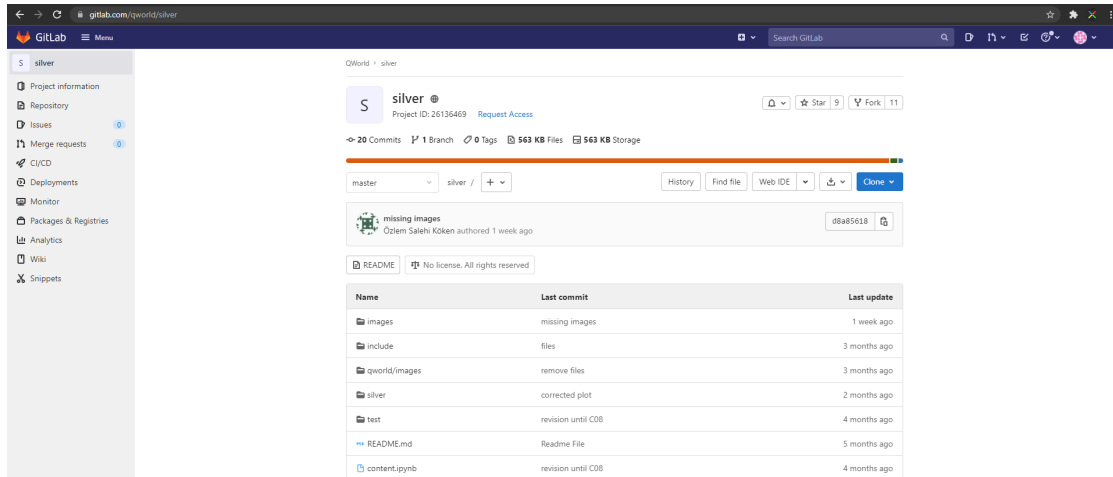 gitlab.com/qworld/silver
GitLab Menu Search GitLab
S silver
Project information
Repository
Issues 0
Merge requests 0
CI/CD
Deployments
Monitor
Packages & Registries
Analytics
Wiki
Snippets
QWorld › silver
S silver
Project ID: 26136469 Request Access
Star 9 Fork 11
20 Commits 1 Branch 0 Tags 563 KB Files 563 KB Storage
master silver / + History Find file Web IDE Clone
missing images
Özlem Salehi Köken authored 1 week ago
d8a85618
README No license. All rights reserved
Name Last commit Last update
images missing images 1 week ago
include files 3 months ago
qworld/images remove files 3 months ago
silver corrected plot 2 months ago
test revision until C08 4 months ago
README.md Readme File 5 months ago
content.ipynb revision until C08 4 months ago